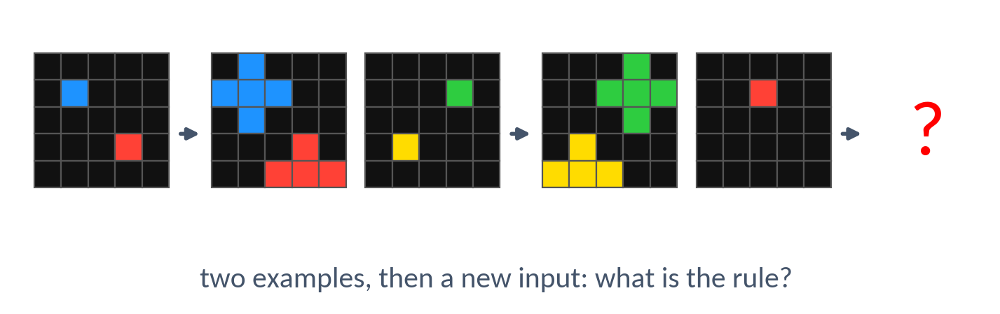 ?
two examples, then a new input: what is the rule?